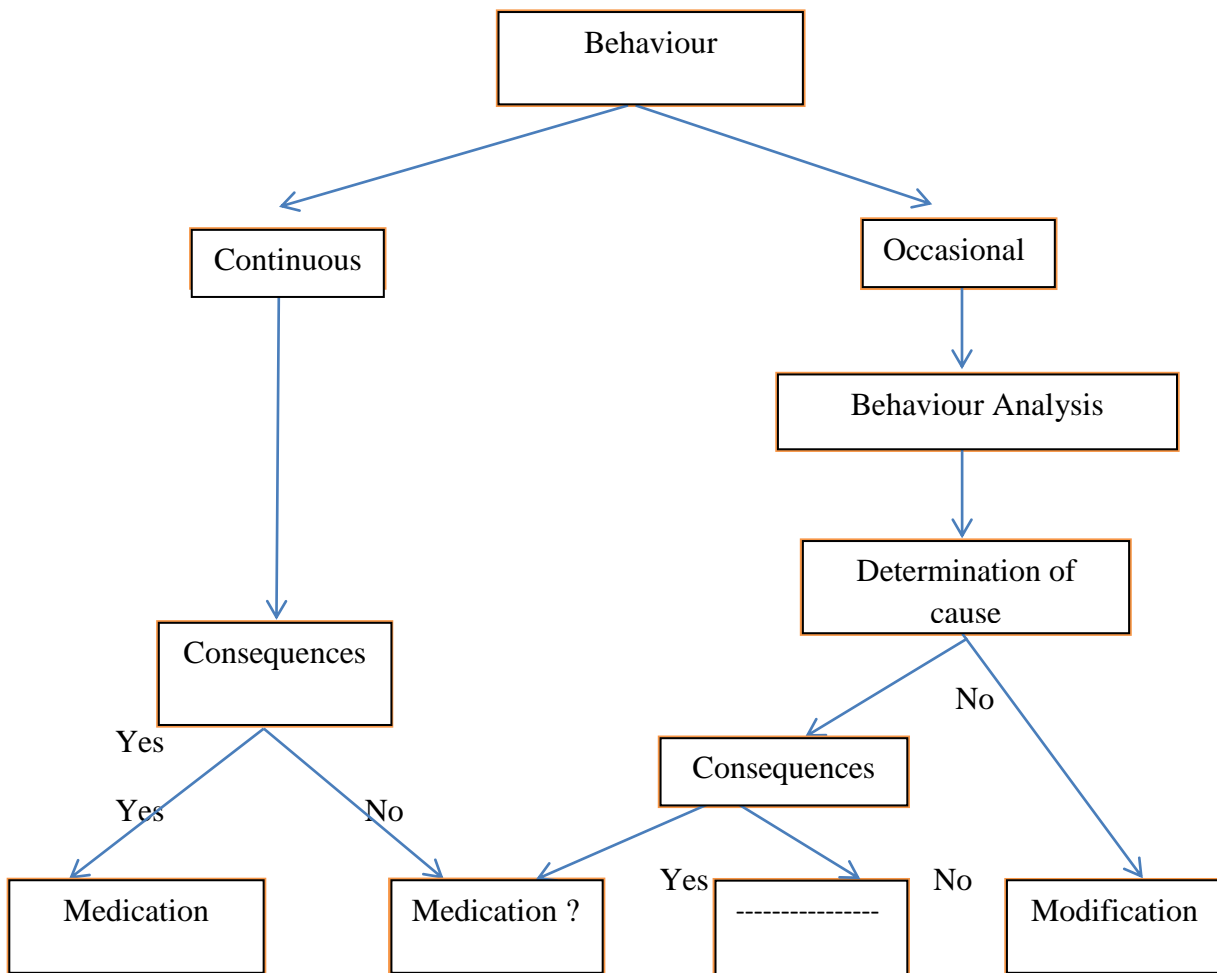 Behaviour
Continuous
Occasional
Behaviour Analysis
Determination of
cause
Consequences
No
Yes
Consequences
Yes
No
Yes
No
Medication
Medication ?
----------------
Modification